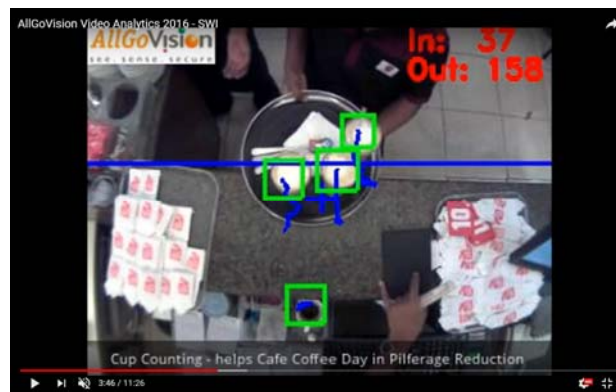 AllGoVision Video Analytics 2016 - SWI
AllGoVision
see. sense. secure
In: 37
Out: 158
10
Cup Counting - helps Cafe Coffee Day in Pilferage Reduction
3:46 / 11:26